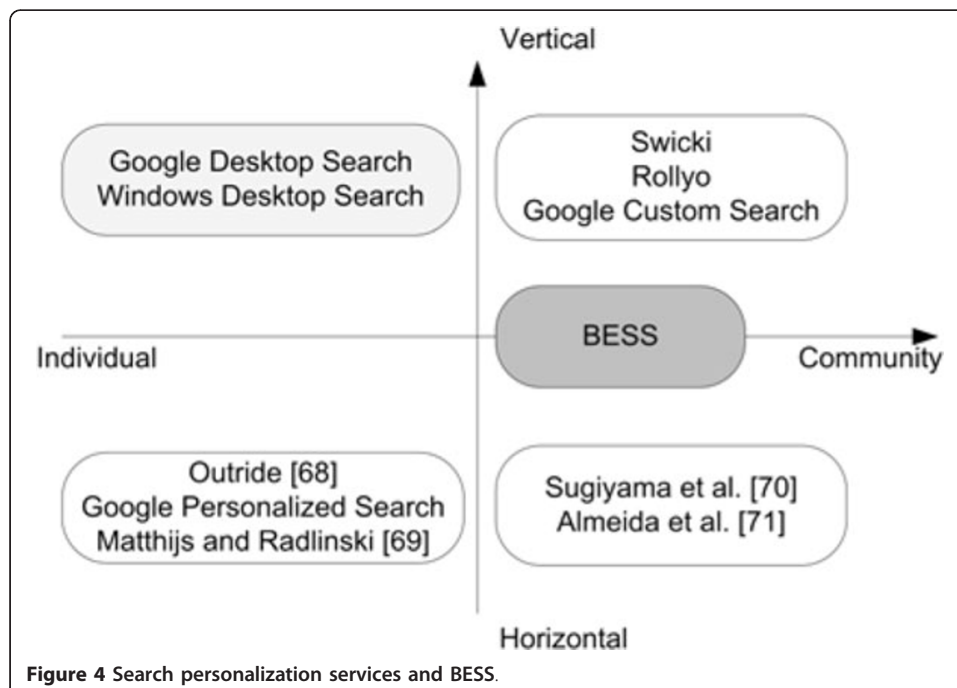 Vertical
Google Desktop Search
Windows Desktop Search
Swicki
Rollyo
Google Custom Search
BESS
Individual
Community
Outride [68]
Google Personalized Search
Matthijs and Radlinski [69]
Sugiyama et al. [70]
Almeida et al. [71]
Horizontal
Figure 4 Search personalization services and BESS.